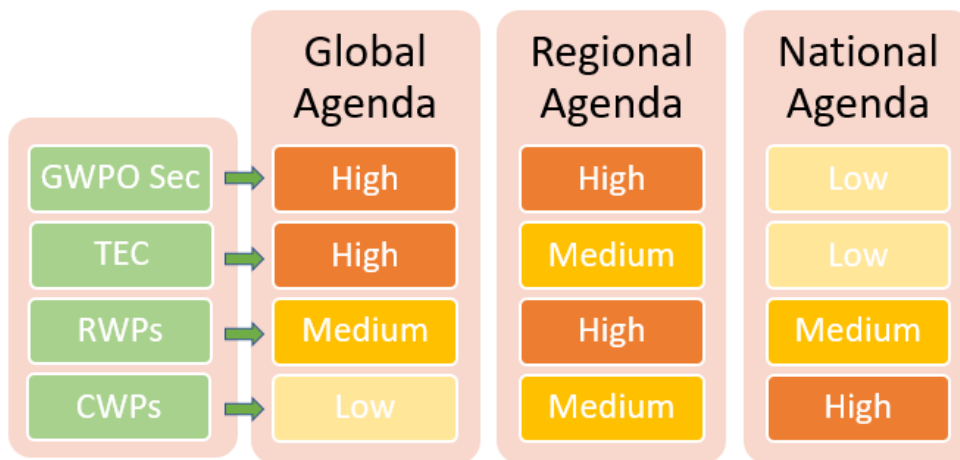 Global
Agenda
Regional
Agenda
National
Agenda
GWPO Sec
High
High
Low
TEC
High
Medium
Low
RWPs
Medium
High
Medium
CWPs
Low
Medium
High